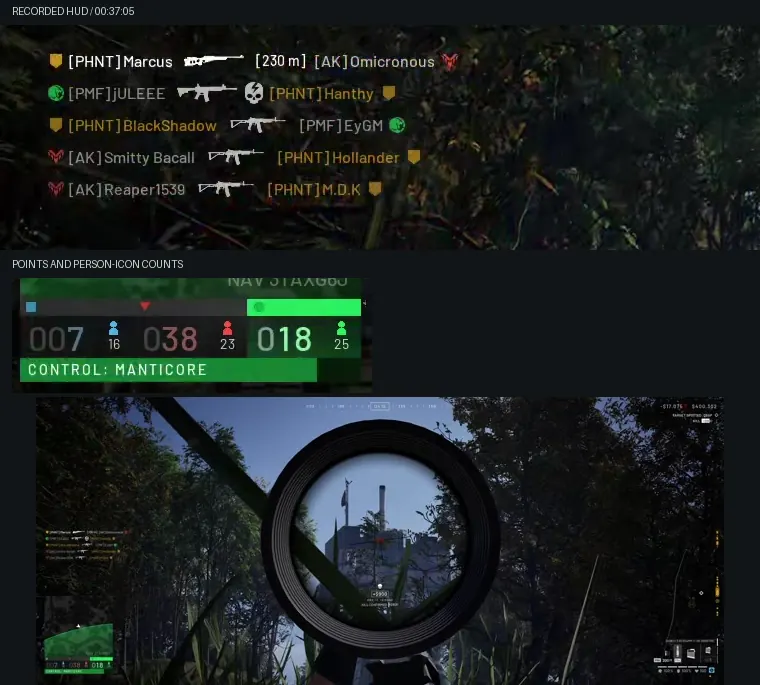 RECORDED HUD / 00:37:05
[PHNT]Marcus [230 m] [AK]Omicronous
[PMF]jULEEE [PHNT]Hanthy
[PHNT]BlackShadow [PMF]EyGM
[AK]Smitty Bacall [PHNT]Hollander
[AK]Reaper1539 [PHNT]M.D.K
POINTS AND PERSON-ICON COUNTS
007 16 038 23 018 25
CONTROL: MANTICORE